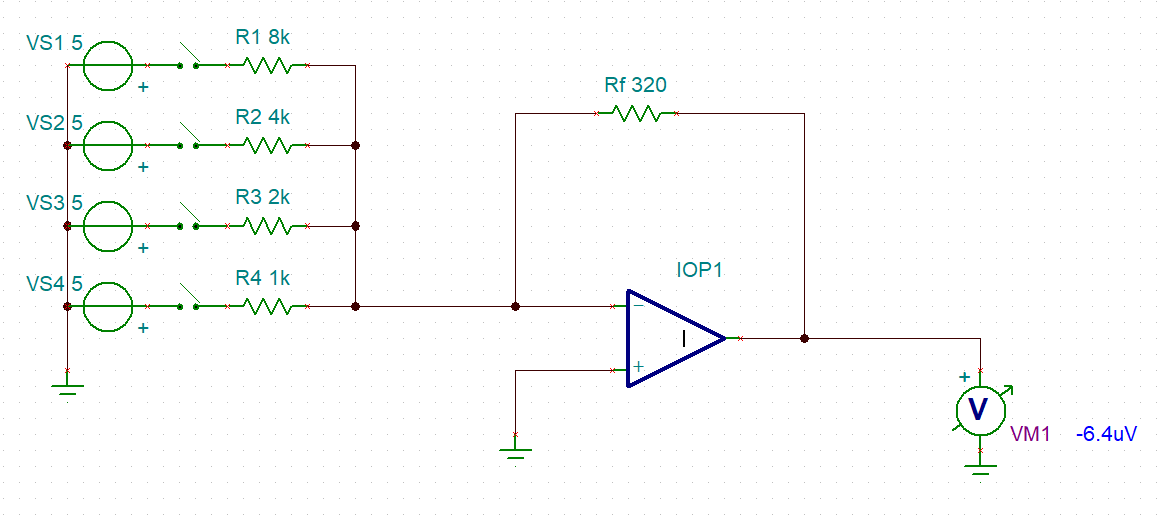 VS1 5
R1 8k
+
VS2 5
R2 4k
+
VS3 5
R3 2k
+
VS4 5
R4 1k
+
Rf 320
IOP1
−
I
+
+
V
VM1 -6.4uV